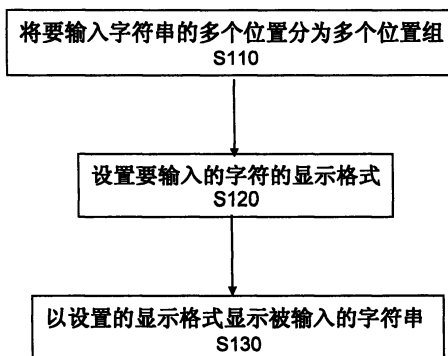 将要输入字符串的多个位置分为多个位置组
S110
设置要输入的字符的显示格式
S120
以设置的显示格式显示被输入的字符串
S130